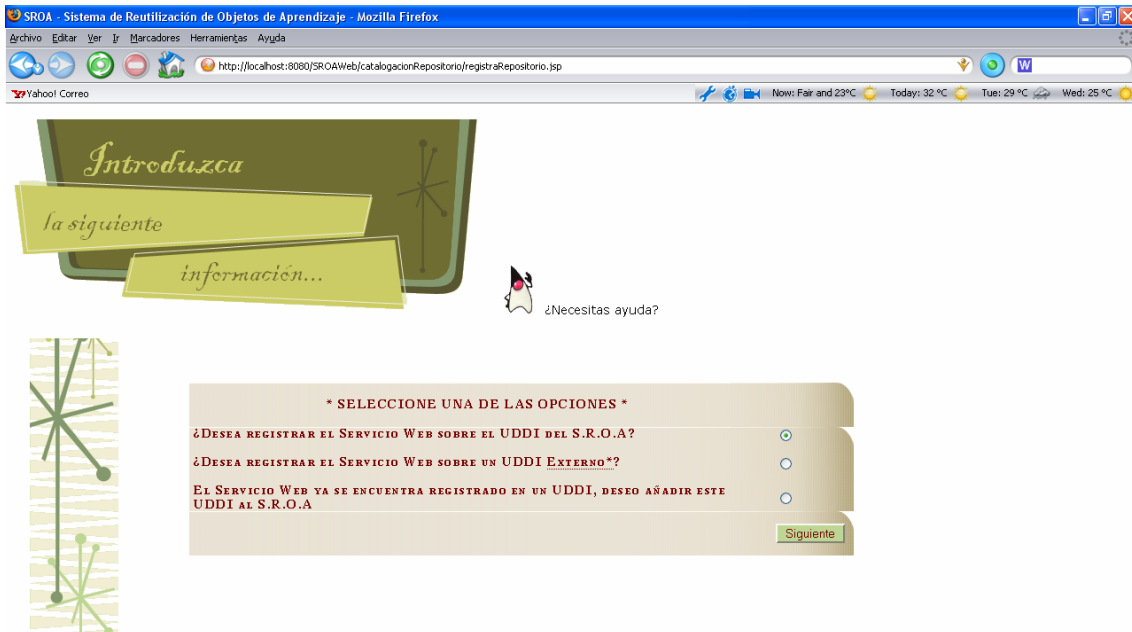 SROA - Sistema de Reutilización de Objetos de Aprendizaje - Mozilla Firefox
Archivo Editar Ver Ir Marcadores Herramientas Ayuda
http://localhost:8080/SROAWeb/catalogacionRepositorio/registraRepositorio.jsp
W
Yahoo! Correo
Now: Fair and 23°C Today: 32 °C Tue: 29 °C Wed: 25 °C
Introduzca
la siguiente
información...
¿Necesitas ayuda?
* SELECCIONE UNA DE LAS OPCIONES *
¿Desea registrar el Servicio Web sobre el UDDI del S.R.O.A?
¿Desea registrar el Servicio Web sobre un UDDI Externo*?
El Servicio Web ya se encuentra registrado en un UDDI, deseo añadir este
UDDI al S.R.O.A
Siguiente